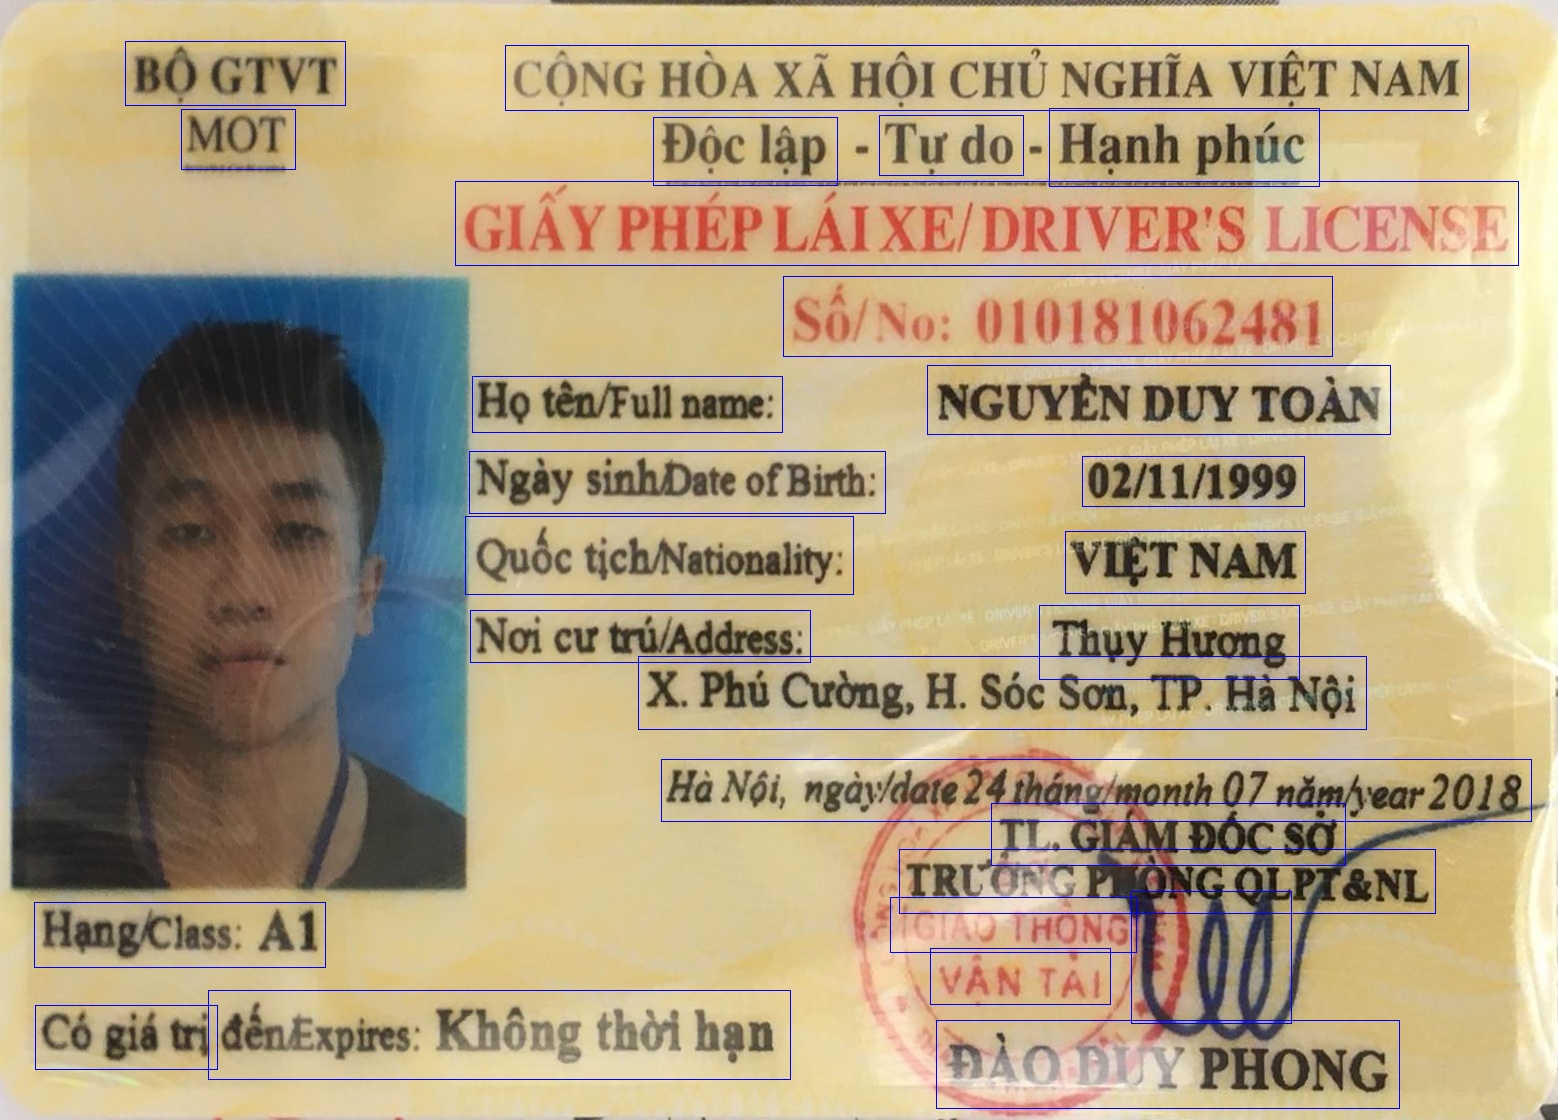 BỘ GTVT
MOT
CỘNG HÒA XÃ HỘI CHỦ NGHĨA VIỆT NAM
Độc lập - Tự do - Hạnh phúc
GIẤY PHÉP LÁI XE/ DRIVER'S LICENSE
Số/No: 010181062481
Họ tên/Full name: NGUYỄN DUY TOÀN
Ngày sinh/Date of Birth: 02/11/1999
Quốc tịch/Nationality: VIỆT NAM
Nơi cư trú/Address: Thụy Hương
X. Phú Cường, H. Sóc Sơn, TP. Hà Nội
Hà Nội, ngày/date 24 tháng/month 07 năm/year 2018
TL. GIÁM ĐỐC SỞ
TRƯỞNG PHÒNG QLPT&NL
GIAO THÔNG
VẬN TẢI
Hạng/Class: A1
Có giá trị đến/Expires: Không thời hạn
ĐÀO DUY PHONG